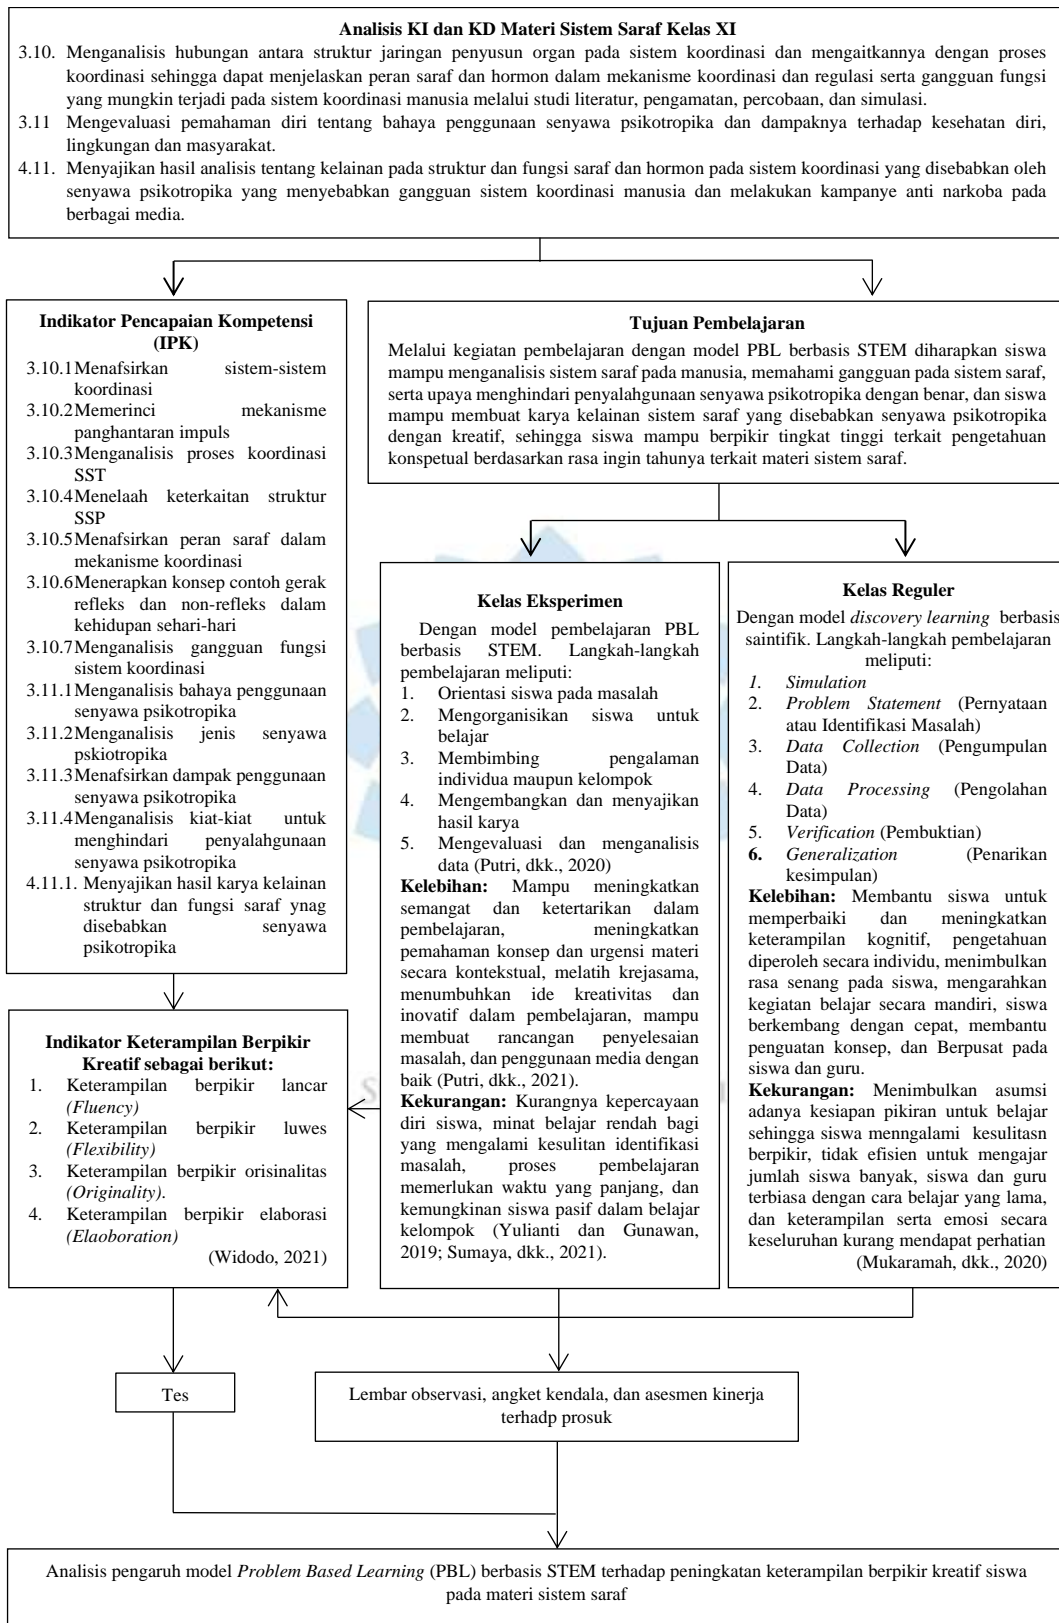 Analisis KI dan KD Materi Sistem Saraf Kelas XI
3.10. Menganalisis hubungan antara struktur jaringan penyusun organ pada sistem koordinasi dan mengaitkannya dengan proses
koordinasi sehingga dapat menjelaskan peran saraf dan hormon dalam mekanisme koordinasi dan regulasi serta gangguan fungsi
yang mungkin terjadi pada sistem koordinasi manusia melalui studi literatur, pengamatan, percobaan, dan simulasi.
3.11 Mengevaluasi pemahaman diri tentang bahaya penggunaan senyawa psikotropika dan dampaknya terhadap kesehatan diri,
lingkungan dan masyarakat.
4.11. Menyajikan hasil analisis tentang kelainan pada struktur dan fungsi saraf dan hormon pada sistem koordinasi yang disebabkan oleh
senyawa psikotropika yang menyebabkan gangguan sistem koordinasi manusia dan melakukan kampanye anti narkoba pada
berbagai media.
Indikator Pencapaian Kompetensi
(IPK)
3.10.1Menafsirkan sistem-sistem
koordinasi
3.10.2Memerinci mekanisme
panghantaran impuls
3.10.3Menganalisis proses koordinasi
SST
3.10.4Menelaah keterkaitan struktur
SSP
3.10.5Menafsirkan peran saraf dalam
mekanisme koordinasi
3.10.6Menerapkan konsep contoh gerak
refleks dan non-refleks dalam
kehidupan sehari-hari
3.10.7Menganalisis gangguan fungsi
sistem koordinasi
3.11.1Menganalisis bahaya penggunaan
senyawa psikotropika
3.11.2Menganalisis jenis senyawa
pskiotropika
3.11.3Menafsirkan dampak penggunaan
senyawa psikotropika
3.11.4Menganalisis kiat-kiat untuk
menghindari penyalahgunaan
senyawa psikotropika
4.11.1. Menyajikan hasil karya kelainan
struktur dan fungsi saraf ynag
disebabkan senyawa
psikotropika
Tujuan Pembelajaran
Melalui kegiatan pembelajaran dengan model PBL berbasis STEM diharapkan siswa
mampu menganalisis sistem saraf pada manusia, memahami gangguan pada sistem saraf,
serta upaya menghindari penyalahgunaan senyawa psikotropika dengan benar, dan siswa
mampu membuat karya kelainan sistem saraf yang disebabkan senyawa psikotropika
dengan kreatif, sehingga siswa mampu berpikir tingkat tinggi terkait pengetahuan
konspetual berdasarkan rasa ingin tahunya terkait materi sistem saraf.
Kelas Eksperimen
Dengan model pembelajaran PBL
berbasis STEM. Langkah-langkah
pembelajaran meliputi:
1. Orientasi siswa pada masalah
2. Mengorganisikan siswa untuk
belajar
3. Membimbing pengalaman
individua maupun kelompok
4. Mengembangkan dan menyajikan
hasil karya
5. Mengevaluasi dan menganalisis
data (Putri, dkk., 2020)
Kelebihan: Mampu meningkatkan
semangat dan ketertarikan dalam
pembelajaran, meningkatkan
pemahaman konsep dan urgensi materi
secara kontekstual, melatih krejasama,
menumbuhkan ide kreativitas dan
inovatif dalam pembelajaran, mampu
membuat rancangan penyelesaian
masalah, dan penggunaan media dengan
baik (Putri, dkk., 2021).
Kekurangan: Kurangnya kepercayaan
diri siswa, minat belajar rendah bagi
yang mengalami kesulitan identifikasi
masalah, proses pembelajaran
memerlukan waktu yang panjang, dan
kemungkinan siswa pasif dalam belajar
kelompok (Yulianti dan Gunawan,
2019; Sumaya, dkk., 2021).
Kelas Reguler
Dengan model discovery learning berbasis
saintifik. Langkah-langkah pembelajaran
meliputi:
1. Simulation
2. Problem Statement (Pernyataan
atau Identifikasi Masalah)
3. Data Collection (Pengumpulan
Data)
4. Data Processing (Pengolahan
Data)
5. Verification (Pembuktian)
6. Generalization (Penarikan
kesimpulan)
Kelebihan: Membantu siswa untuk
memperbaiki dan meningkatkan
keterampilan kognitif, pengetahuan
diperoleh secara individu, menimbulkan
rasa senang pada siswa, mengarahkan
kegiatan belajar secara mandiri, siswa
berkembang dengan cepat, membantu
penguatan konsep, dan Berpusat pada
siswa dan guru.
Kekurangan: Menimbulkan asumsi
adanya kesiapan pikiran untuk belajar
sehingga siswa menngalami kesulitasn
berpikir, tidak efisien untuk mengajar
jumlah siswa banyak, siswa dan guru
terbiasa dengan cara belajar yang lama,
dan keterampilan serta emosi secara
keseluruhan kurang mendapat perhatian
(Mukaramah, dkk., 2020)
Indikator Keterampilan Berpikir
Kreatif sebagai berikut:
1. Keterampilan berpikir lancar
(Fluency)
2. Keterampilan berpikir luwes
(Flexibility)
3. Keterampilan berpikir orisinalitas
(Originality).
4. Keterampilan berpikir elaborasi
(Elaoboration)
(Widodo, 2021)
Tes
Lembar observasi, angket kendala, dan asesmen kinerja
terhadp prosuk
Analisis pengaruh model Problem Based Learning (PBL) berbasis STEM terhadap peningkatan keterampilan berpikir kreatif siswa
pada materi sistem saraf